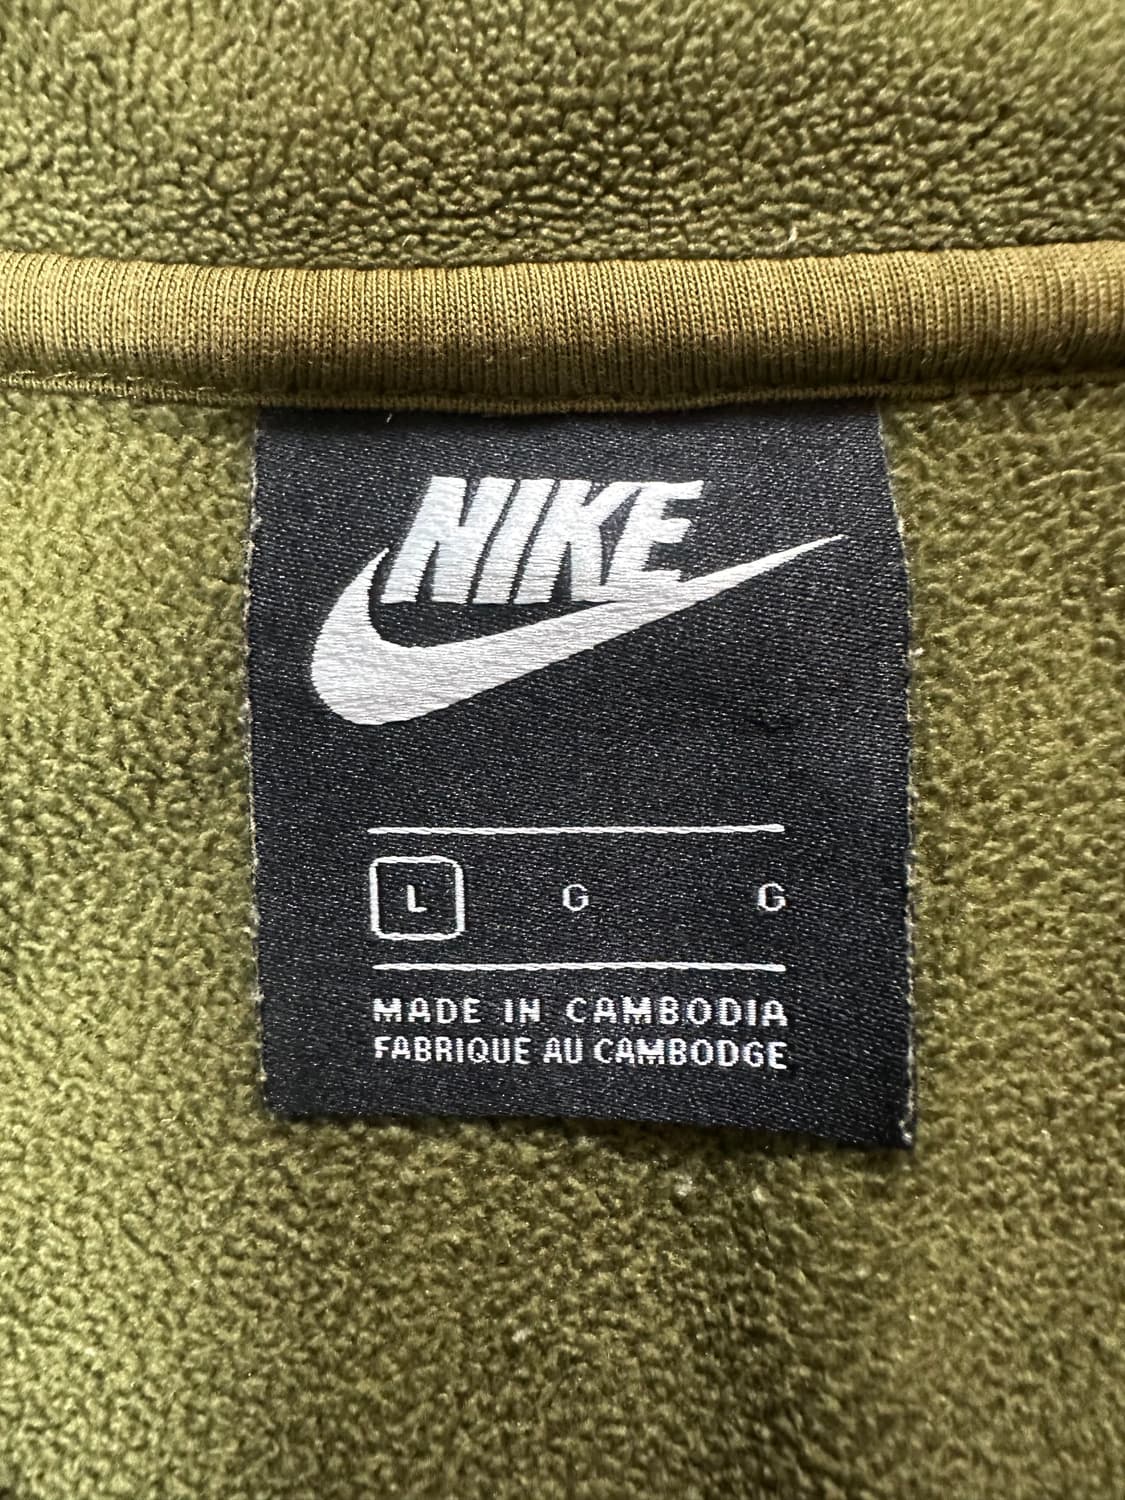 NIKE
L G G
MADE IN CAMBODIA
FABRIQUE AU CAMBODGE